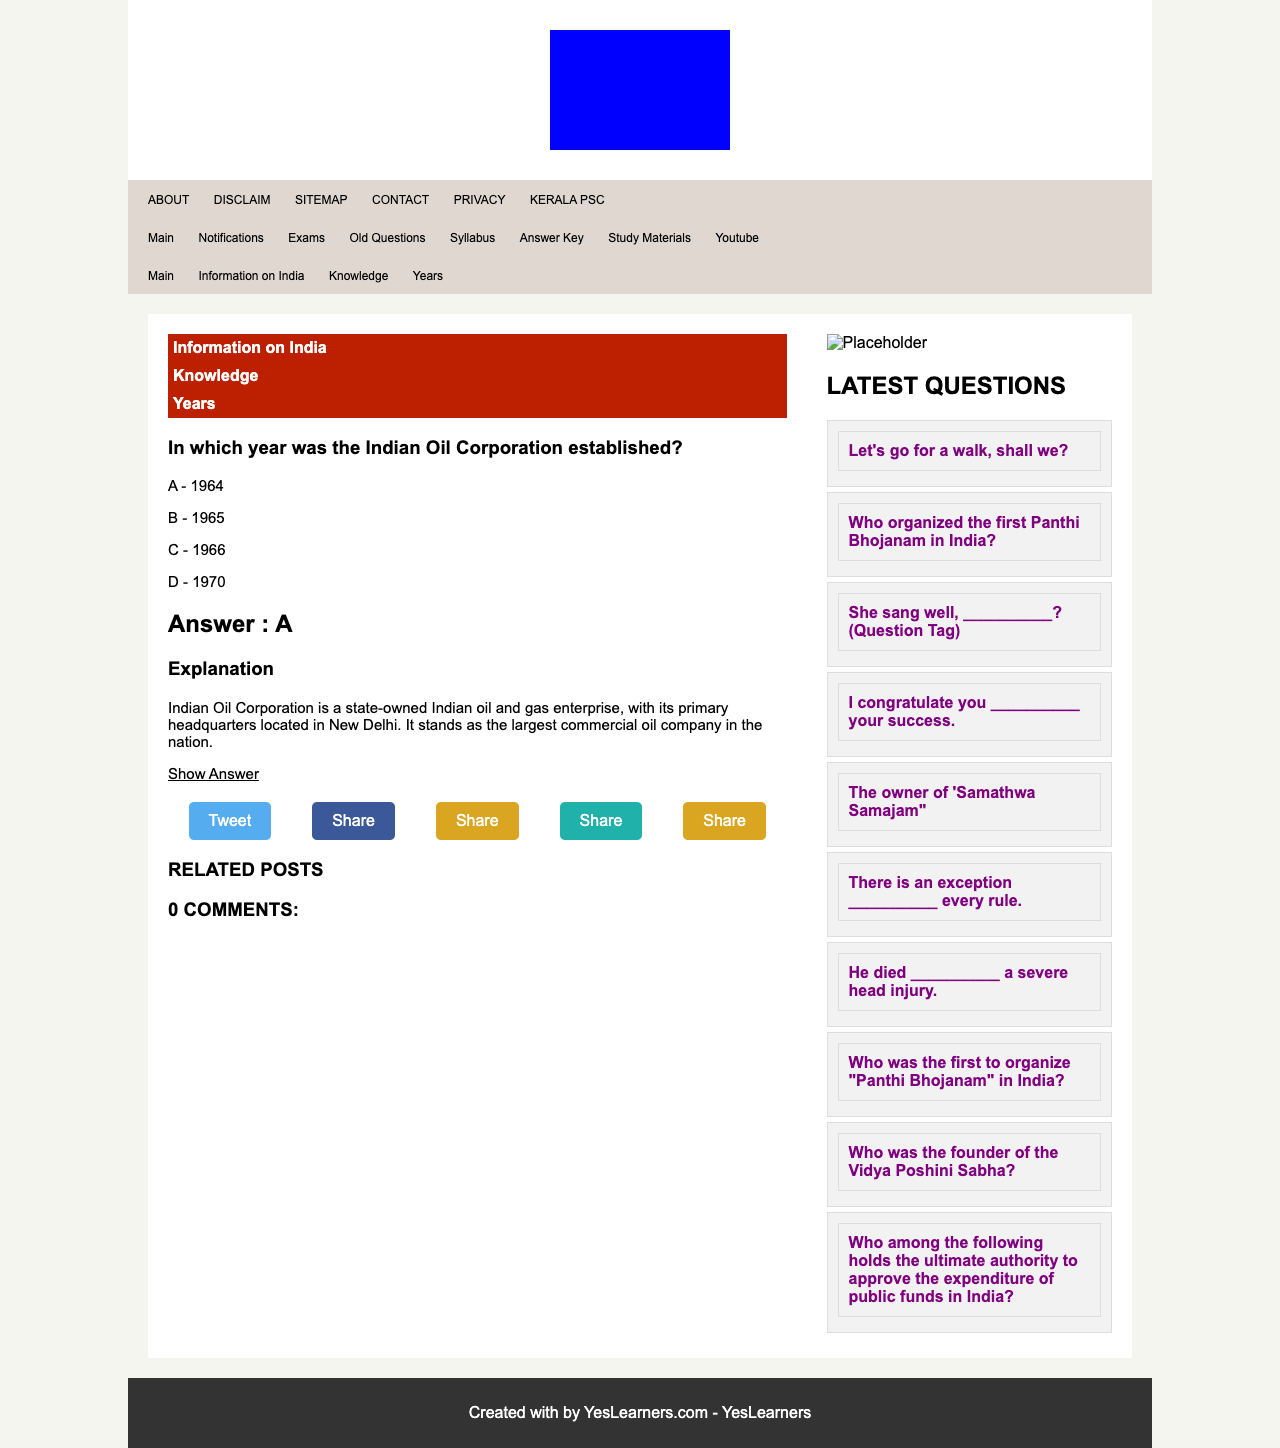 ABOUT DISCLAIM SITEMAP CONTACT PRIVACY KERALA PSC
Main Notifications Exams Old Questions Syllabus Answer Key Study Materials Youtube
Main Information on India Knowledge Years
Information on India
Knowledge
Years
In which year was the Indian Oil Corporation established?
A - 1964
B - 1965
C - 1966
D - 1970
Answer : A
Explanation
Indian Oil Corporation is a state-owned Indian oil and gas enterprise, with its primary
headquarters located in New Delhi. It stands as the largest commercial oil company in the
nation.
Show Answer
Tweet Share Share Share Share
RELATED POSTS
0 COMMENTS:
Placeholder
LATEST QUESTIONS
Let's go for a walk, shall we?
Who organized the first Panthi
Bhojanam in India?
She sang well, __________?
(Question Tag)
I congratulate you __________
your success.
The owner of 'Samathwa
Samajam"
There is an exception
__________ every rule.
He died __________ a severe
head injury.
Who was the first to organize
"Panthi Bhojanam" in India?
Who was the founder of the
Vidya Poshini Sabha?
Who among the following
holds the ultimate authority to
approve the expenditure of
public funds in India?
Created with by YesLearners.com - YesLearners